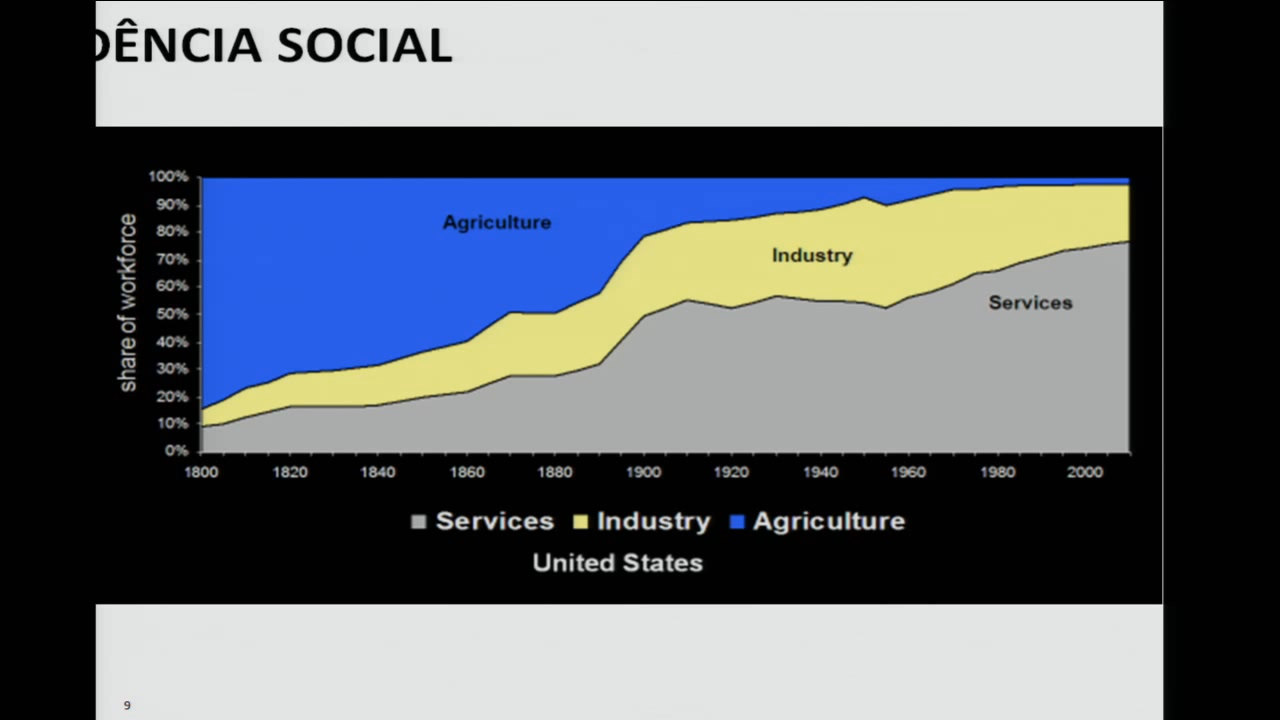 DÊNCIA SOCIAL
100%
90%
80%
70%
60%
50%
40%
30%
20%
10%
0%
share of workforce
Agriculture
Industry
Services
1800 1820 1840 1860 1880 1900 1920 1940 1960 1980 2000
Services Industry Agriculture
United States
9